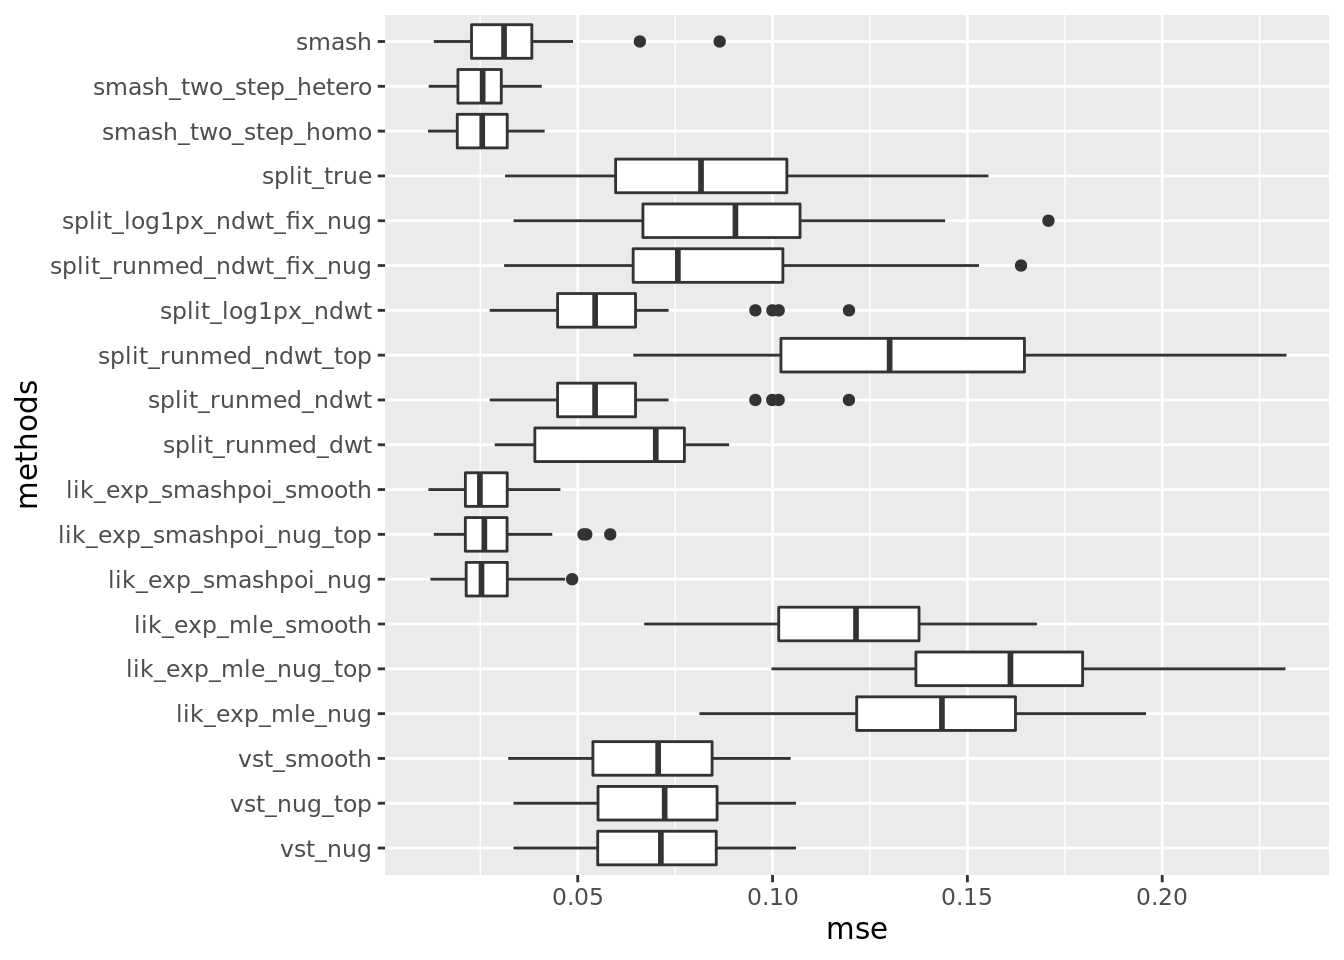 smash
smash_two_step_hetero
smash_two_step_homo
split_true
split_log1px_ndwt_fix_nug
split_runmed_ndwt_fix_nug
split_log1px_ndwt
split_runmed_ndwt_top
split_runmed_ndwt
split_runmed_dwt
lik_exp_smashpoi_smooth
lik_exp_smashpoi_nug_top
lik_exp_smashpoi_nug
lik_exp_mle_smooth
lik_exp_mle_nug_top
lik_exp_mle_nug
vst_smooth
vst_nug_top
vst_nug
methods
0.05 0.10 0.15 0.20
mse